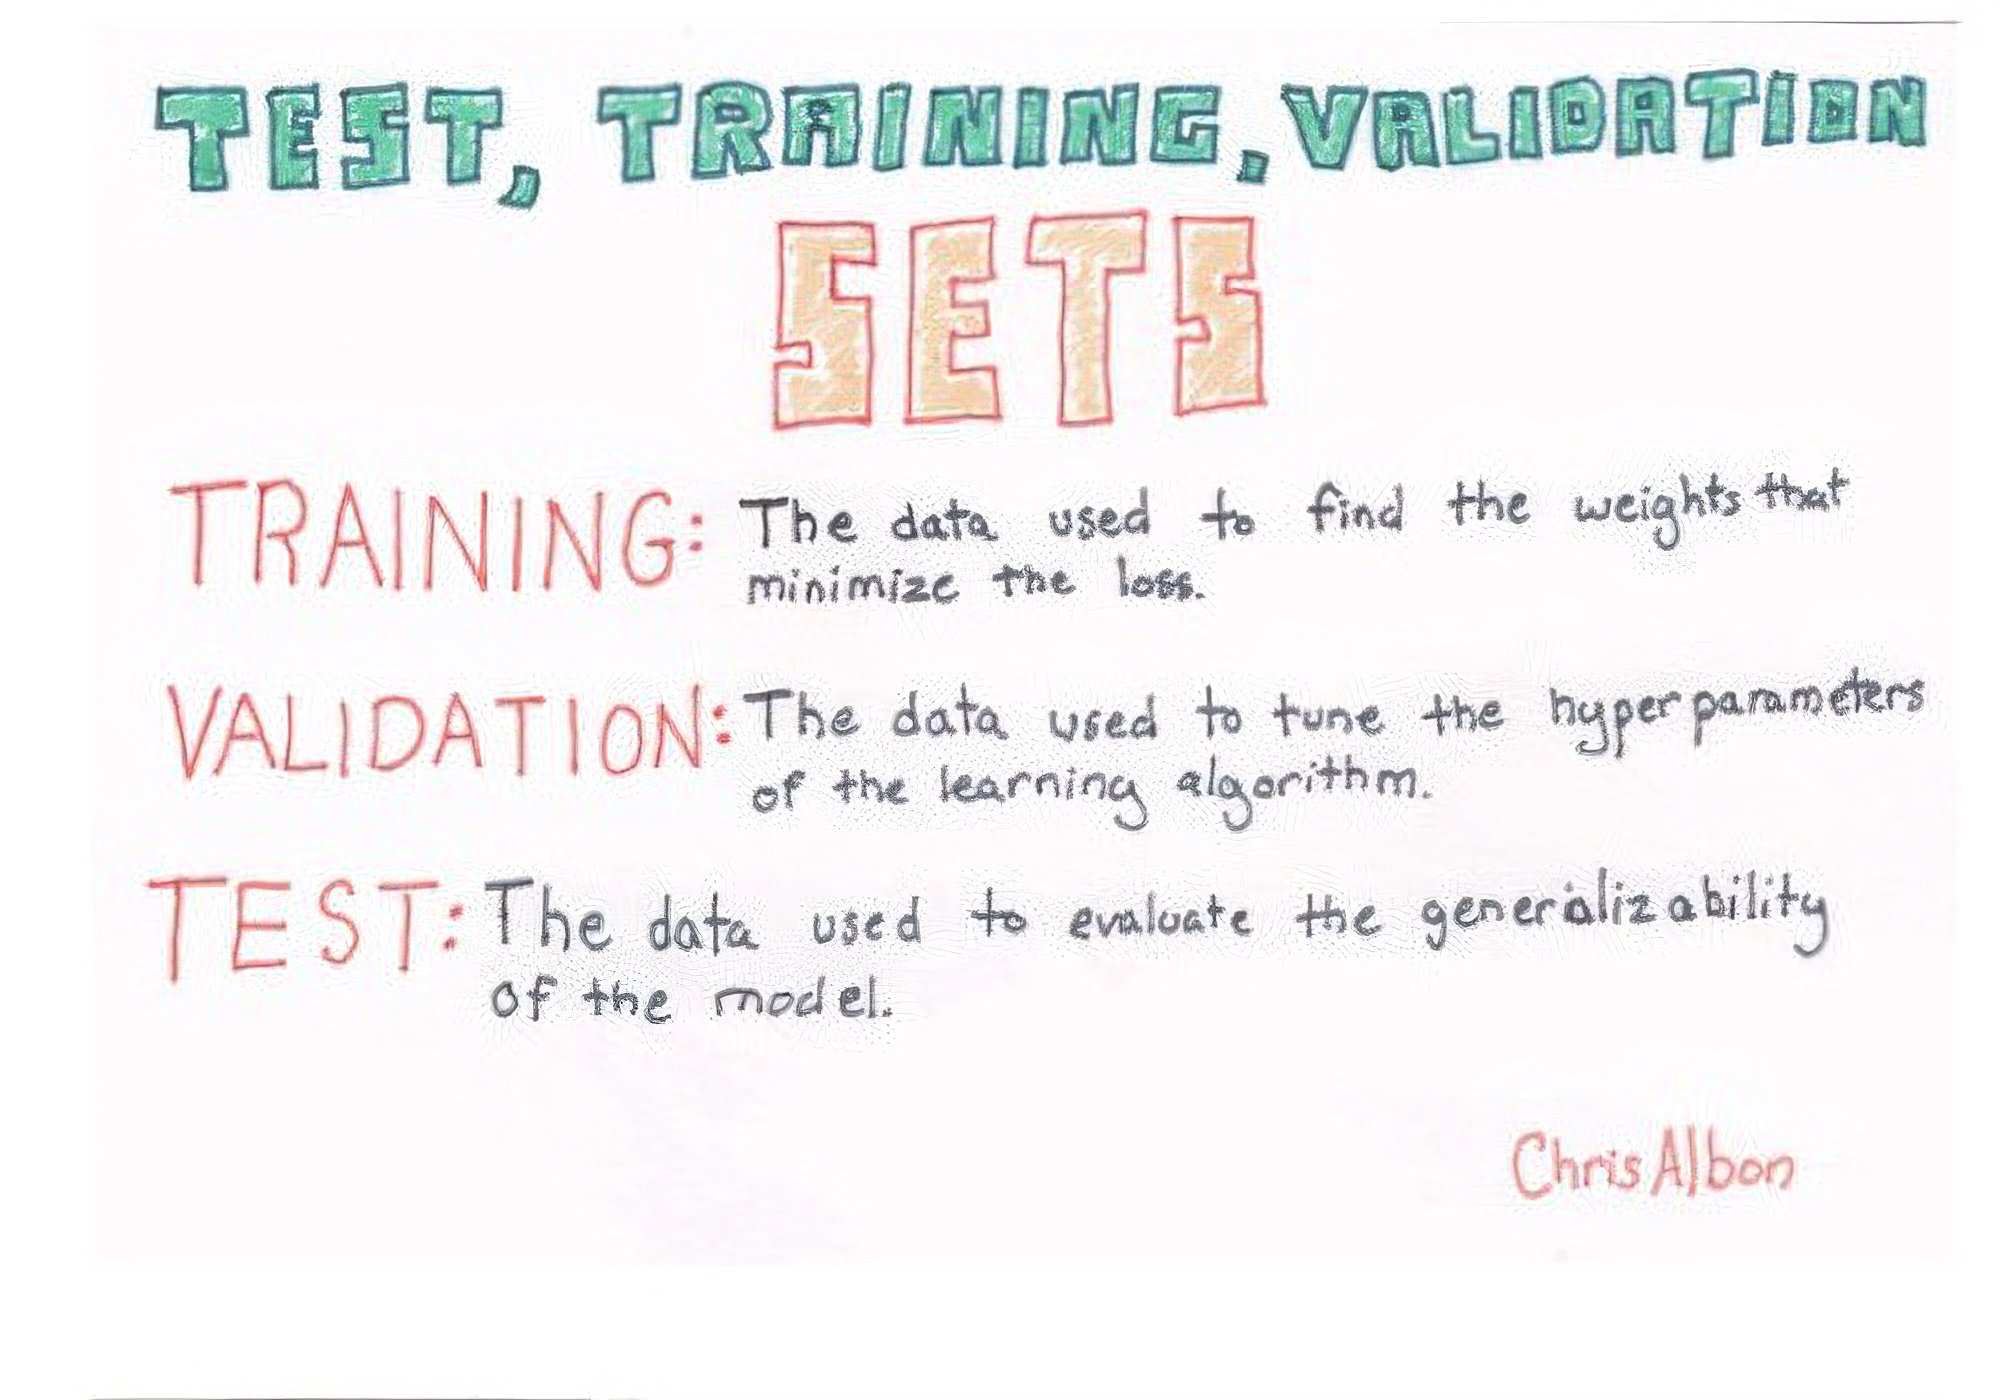 TEST, TRAINING, VALIDATION
SETS
TRAINING: The data used to find the weights that
minimize the loss.
VALIDATION: The data used to tune the hyperparameters
of the learning algorithm.
TEST: The data used to evaluate the generalizability
of the model.
Chris Albon